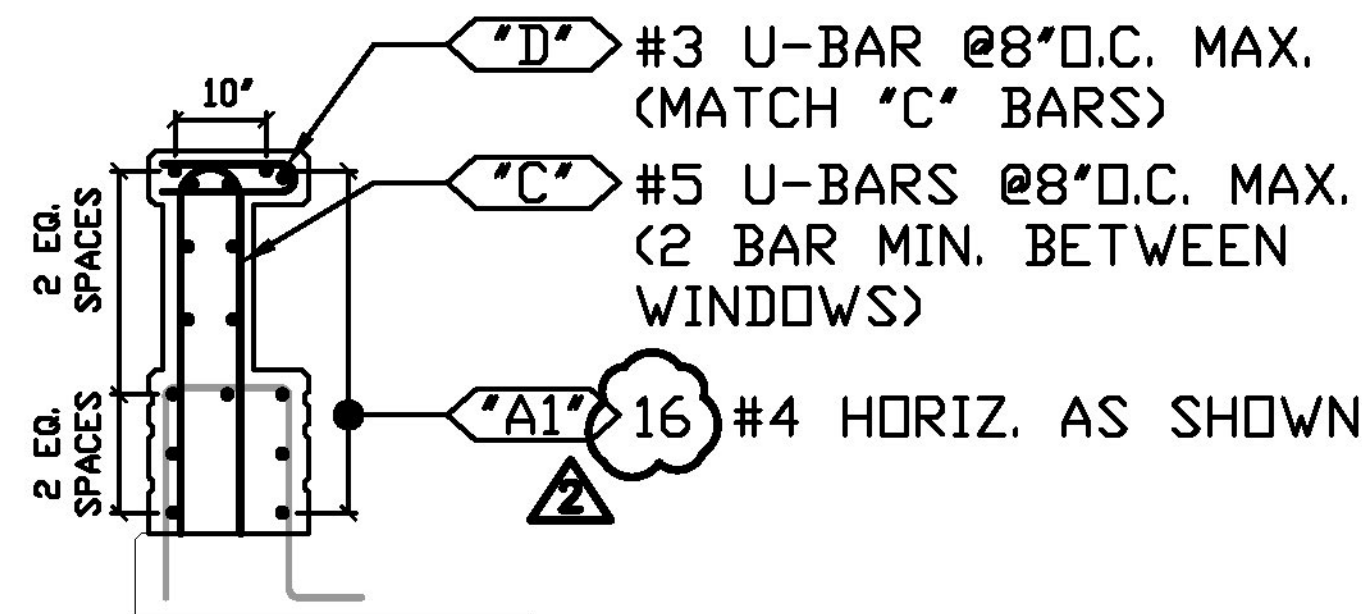 "D" #3 U-BAR @8"O.C. MAX.
(MATCH "C" BARS)
10"
"C" #5 U-BARS @8"O.C. MAX.
(2 BAR MIN. BETWEEN
WINDOWS)
2 EQ.
SPACES
"A1" 16 #4 HORIZ. AS SHOWN
2
2 EQ.
SPACES